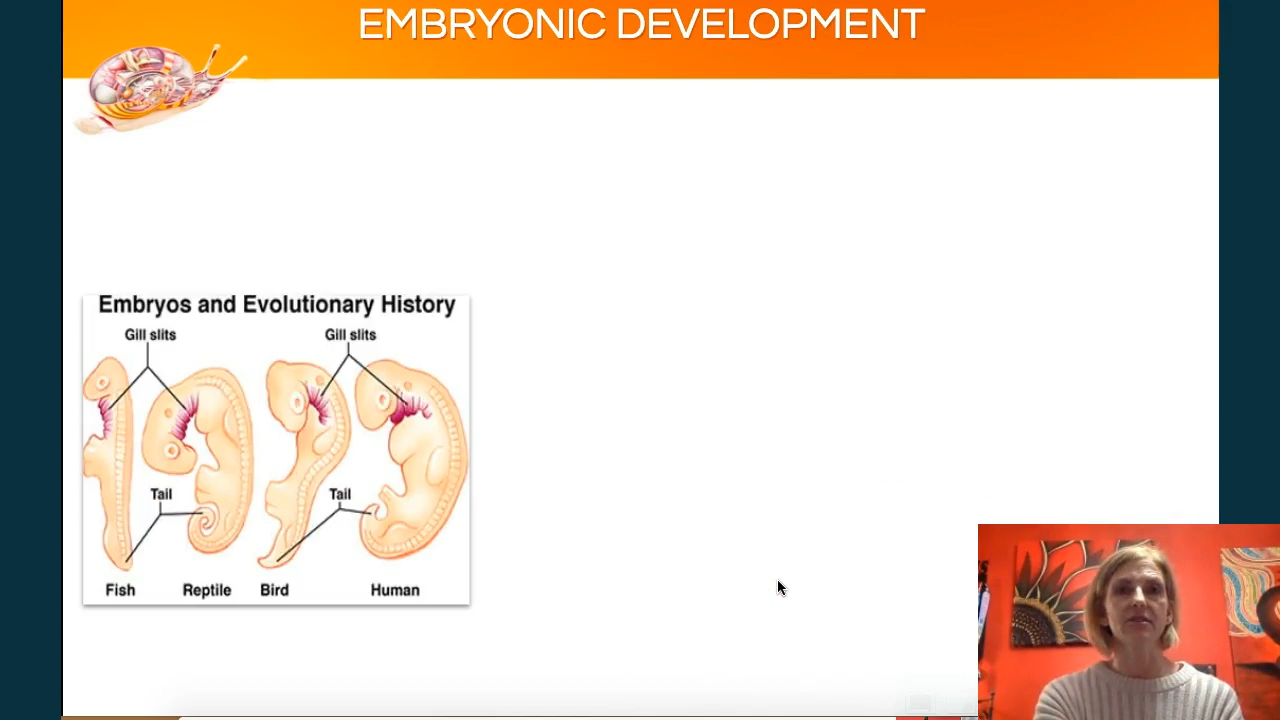 EMBRYONIC DEVELOPMENT
Embryos and Evolutionary History
Gill slits
Gill slits
Tail
Tail
Fish
Reptile
Bird
Human